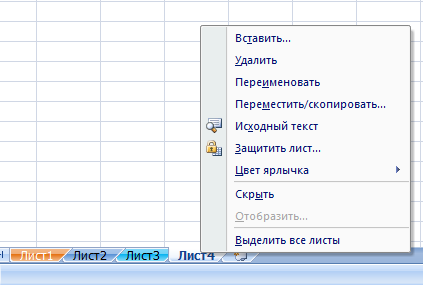 Вставить...
Удалить
Переименовать
Переместить/скопировать...
Исходный текст
Защитить лист...
Цвет ярлычка
Скрыть
Отобразить...
Выделить все листы
Лист1 Лист2 Лист3 Лист4